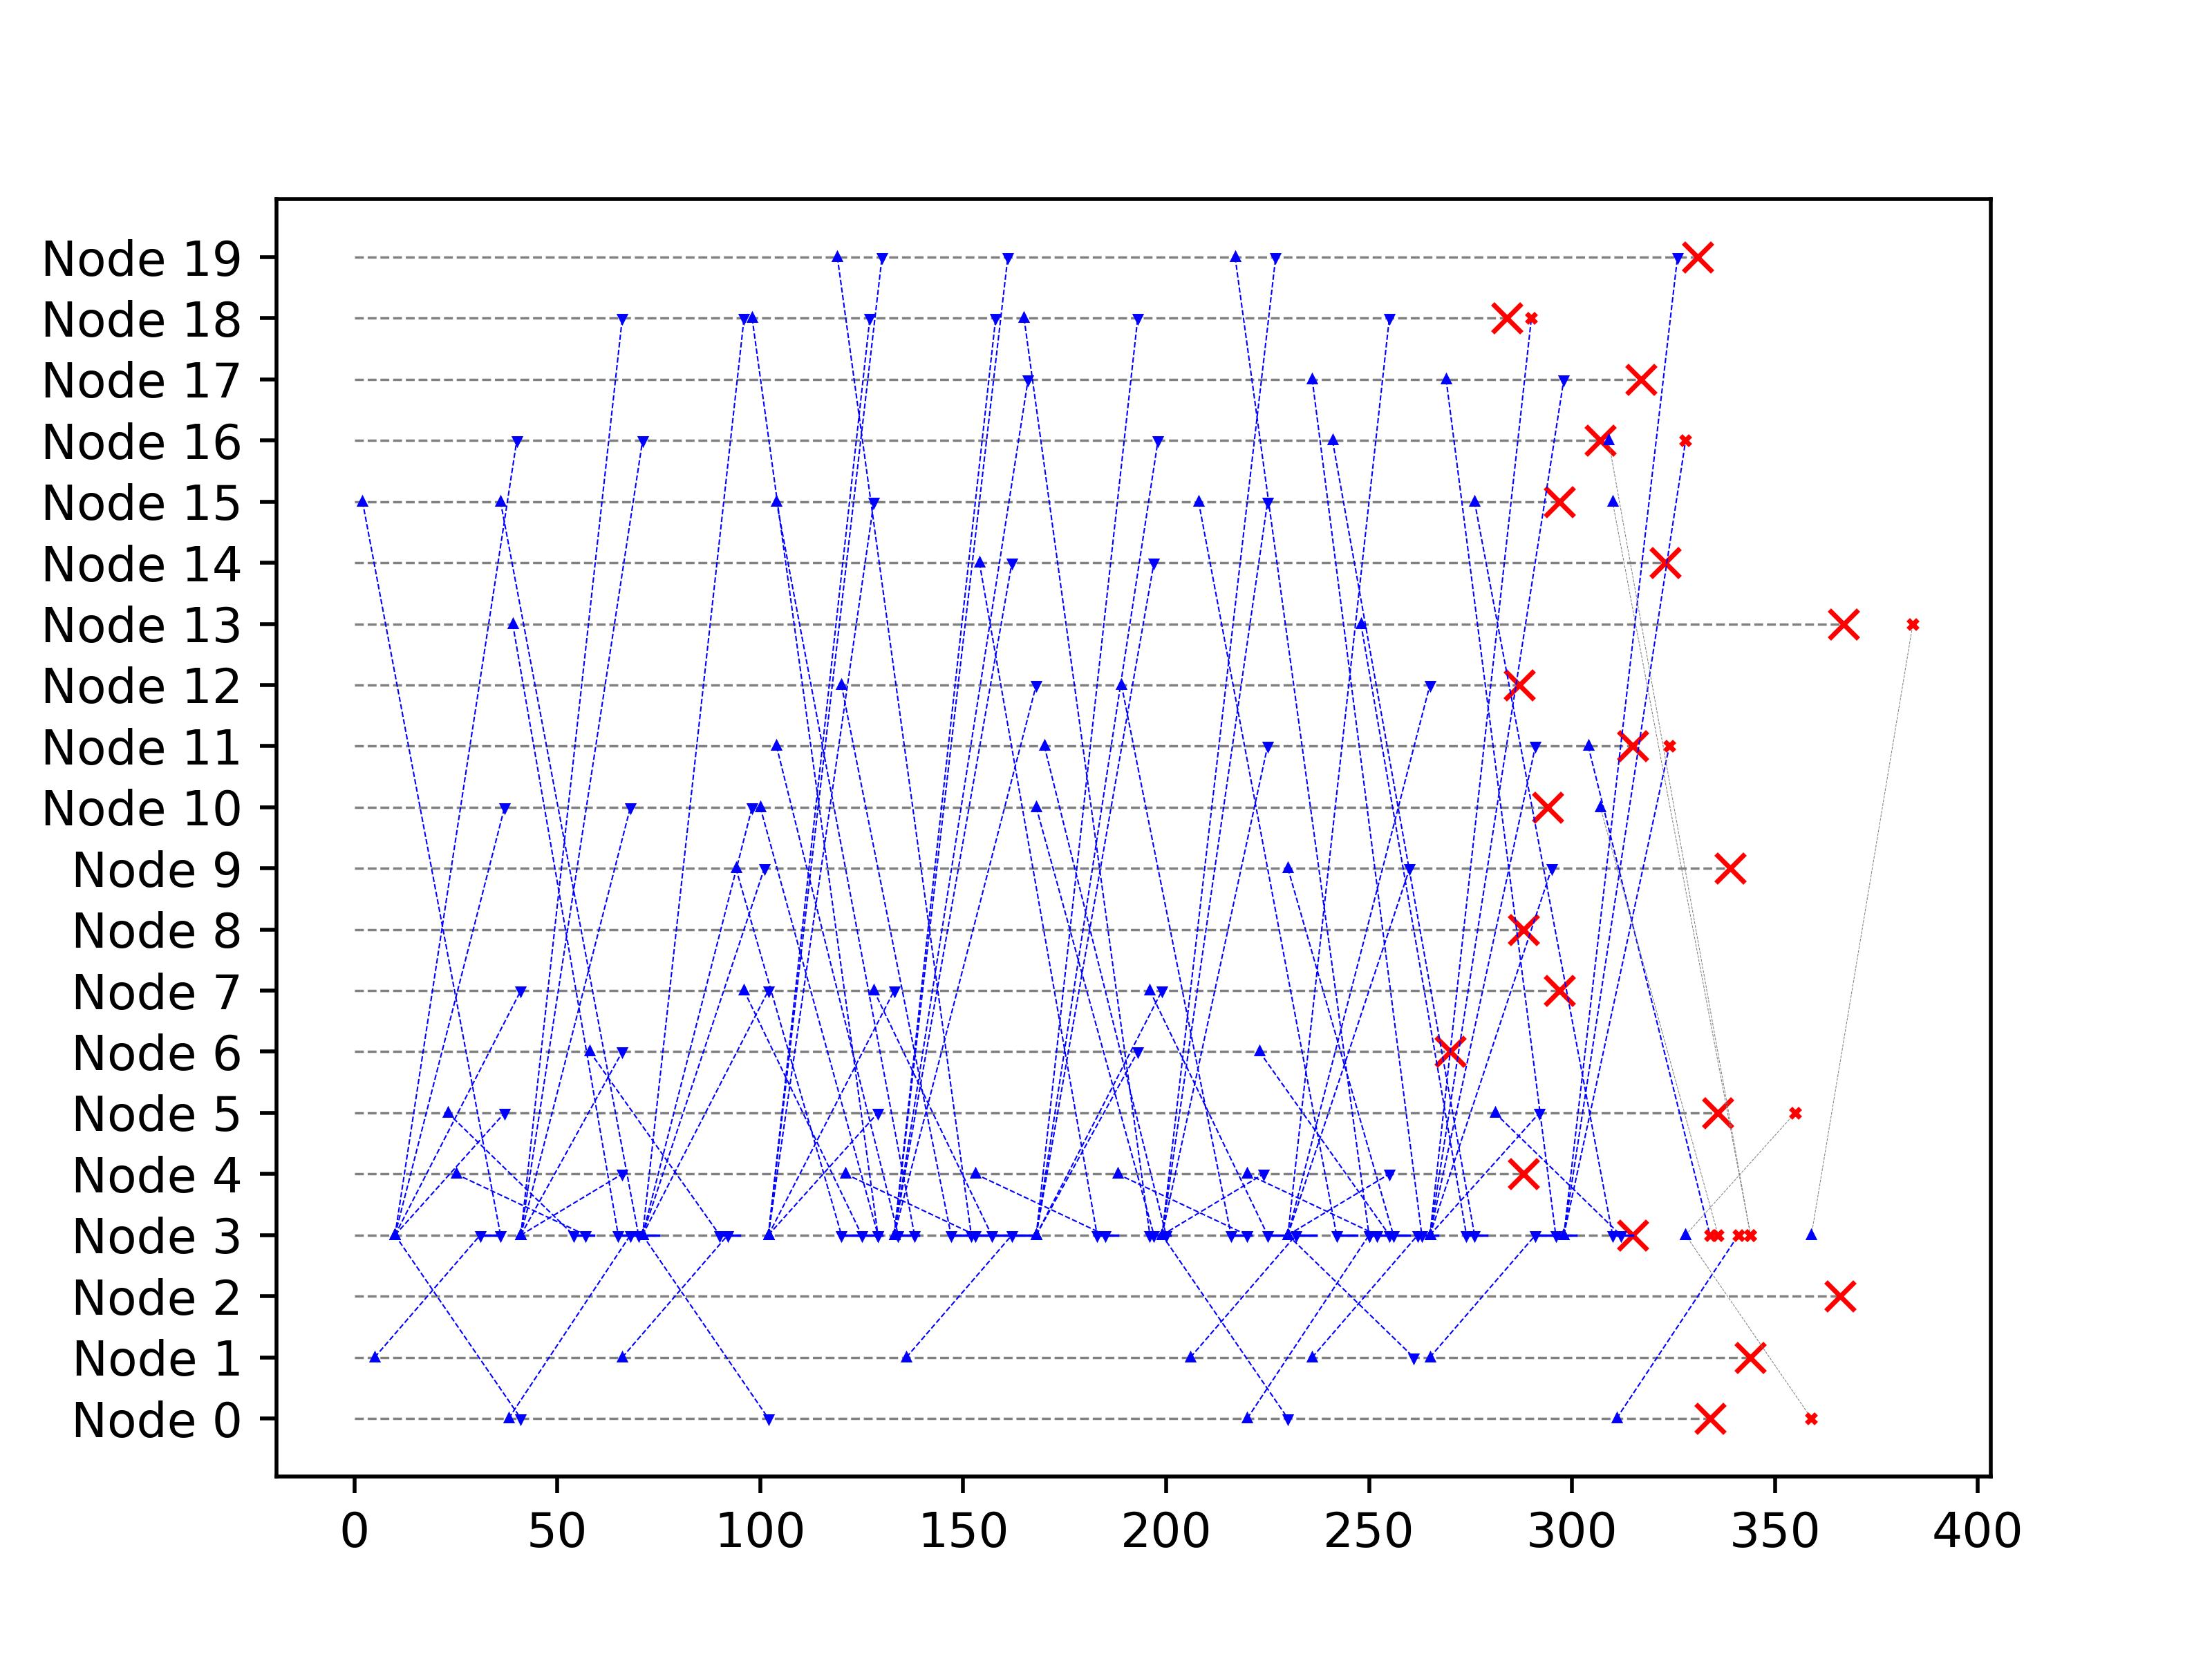 Node 19
Node 18
Node 17
Node 16
Node 15
Node 14
Node 13
Node 12
Node 11
Node 10
Node 9
Node 8
Node 7
Node 6
Node 5
Node 4
Node 3
Node 2
Node 1
Node 0
0 50 100 150 200 250 300 350 400